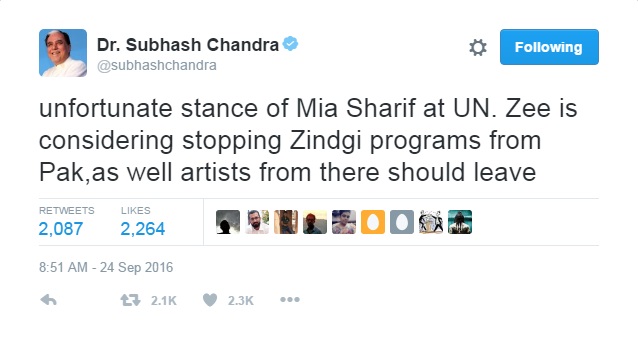 Dr. Subhash Chandra
@subhashchandra
Following
unfortunate stance of Mia Sharif at UN. Zee is
considering stopping Zindgi programs from
Pak,as well artists from there should leave
RETWEETS LIKES
2,087 2,264
8:51 AM - 24 Sep 2016
2.1K 2.3K